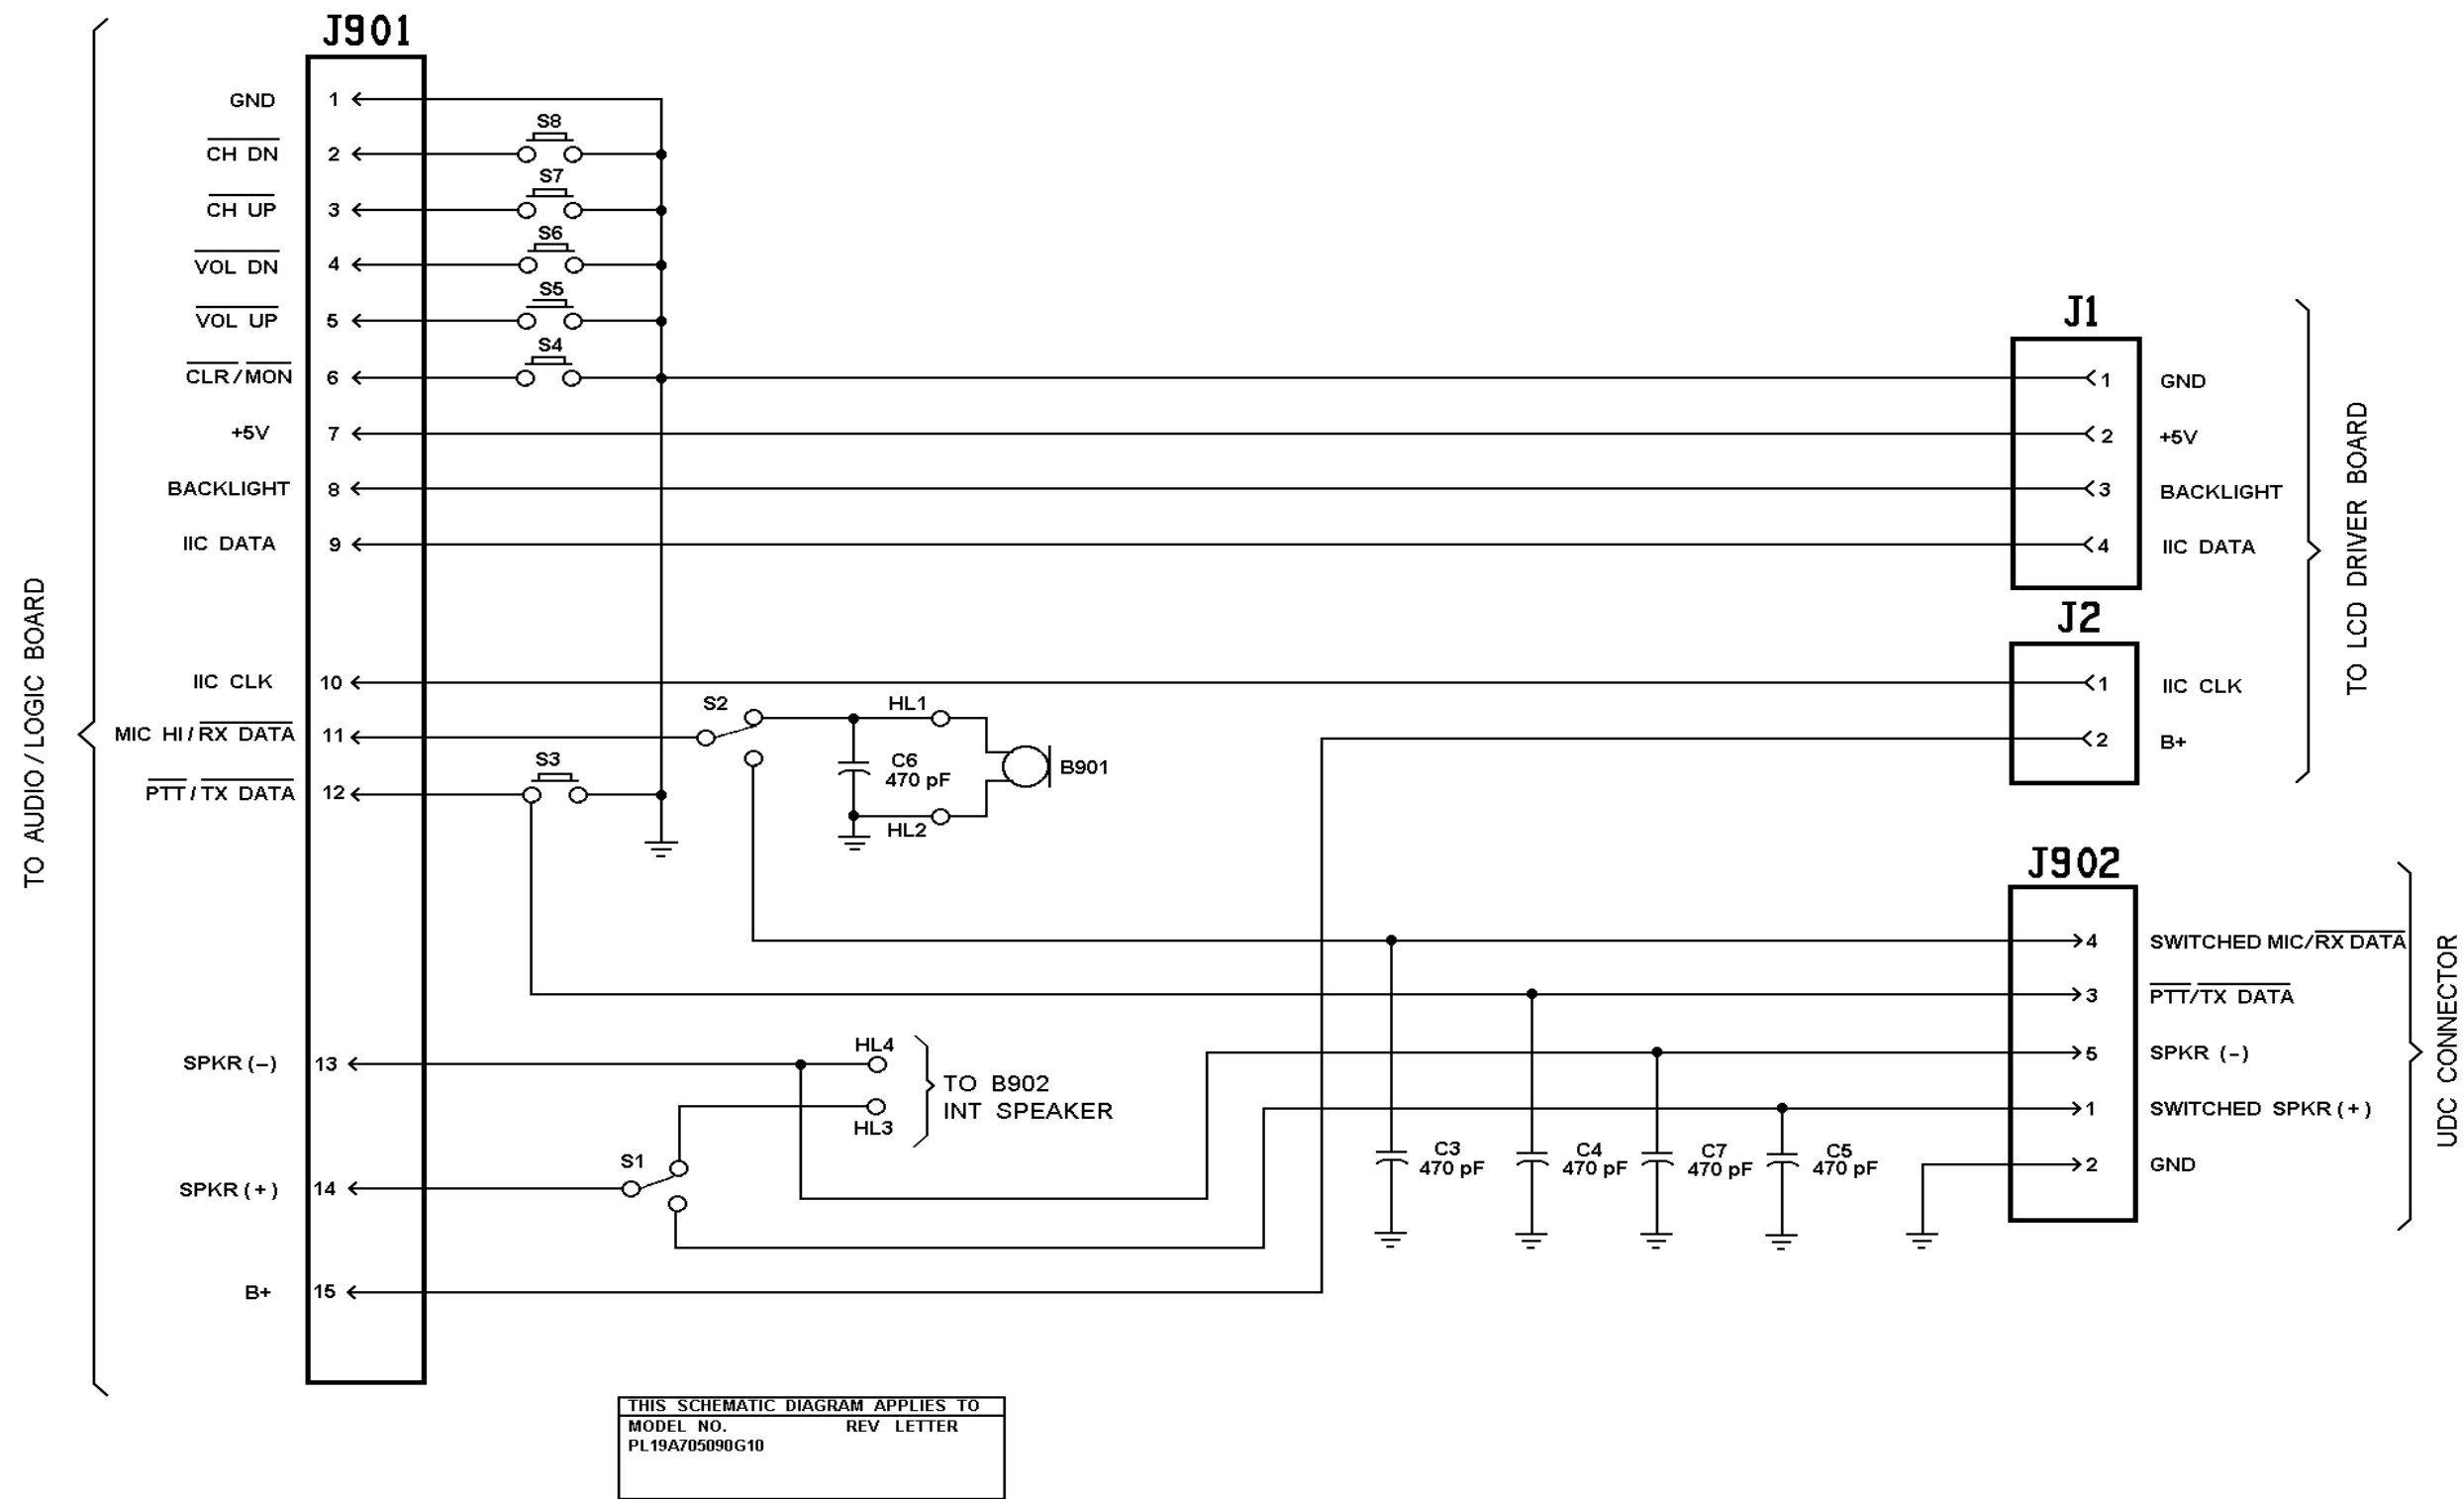 J901
GND 1
CH DN 2
S8
CH UP 3
S7
VOL DN 4
S6
VOL UP 5
S5
CLR/MON 6
S4
+5V 7
BACKLIGHT 8
IIC DATA 9
IIC CLK 10
MIC HI/RX DATA 11
PTT/TX DATA 12
SPKR(–) 13
SPKR(+) 14
B+ 15
TO AUDIO/LOGIC BOARD
S2
S3
HL1
C6
470 pF
HL2
B901
HL4
HL3
TO B902
INT SPEAKER
S1
J1
1 GND
2 +5V
3 BACKLIGHT
4 IIC DATA
J2
1 IIC CLK
2 B+
TO LCD DRIVER BOARD
J902
4 SWITCHED MIC/RX DATA
3 PTT/TX DATA
5 SPKR (–)
1 SWITCHED SPKR(+)
2 GND
UDC CONNECTOR
C3
470 pF
C4
470 pF
C7
470 pF
C5
470 pF
THIS SCHEMATIC DIAGRAM APPLIES TO
MODEL NO. REV LETTER
PL19A705090G10